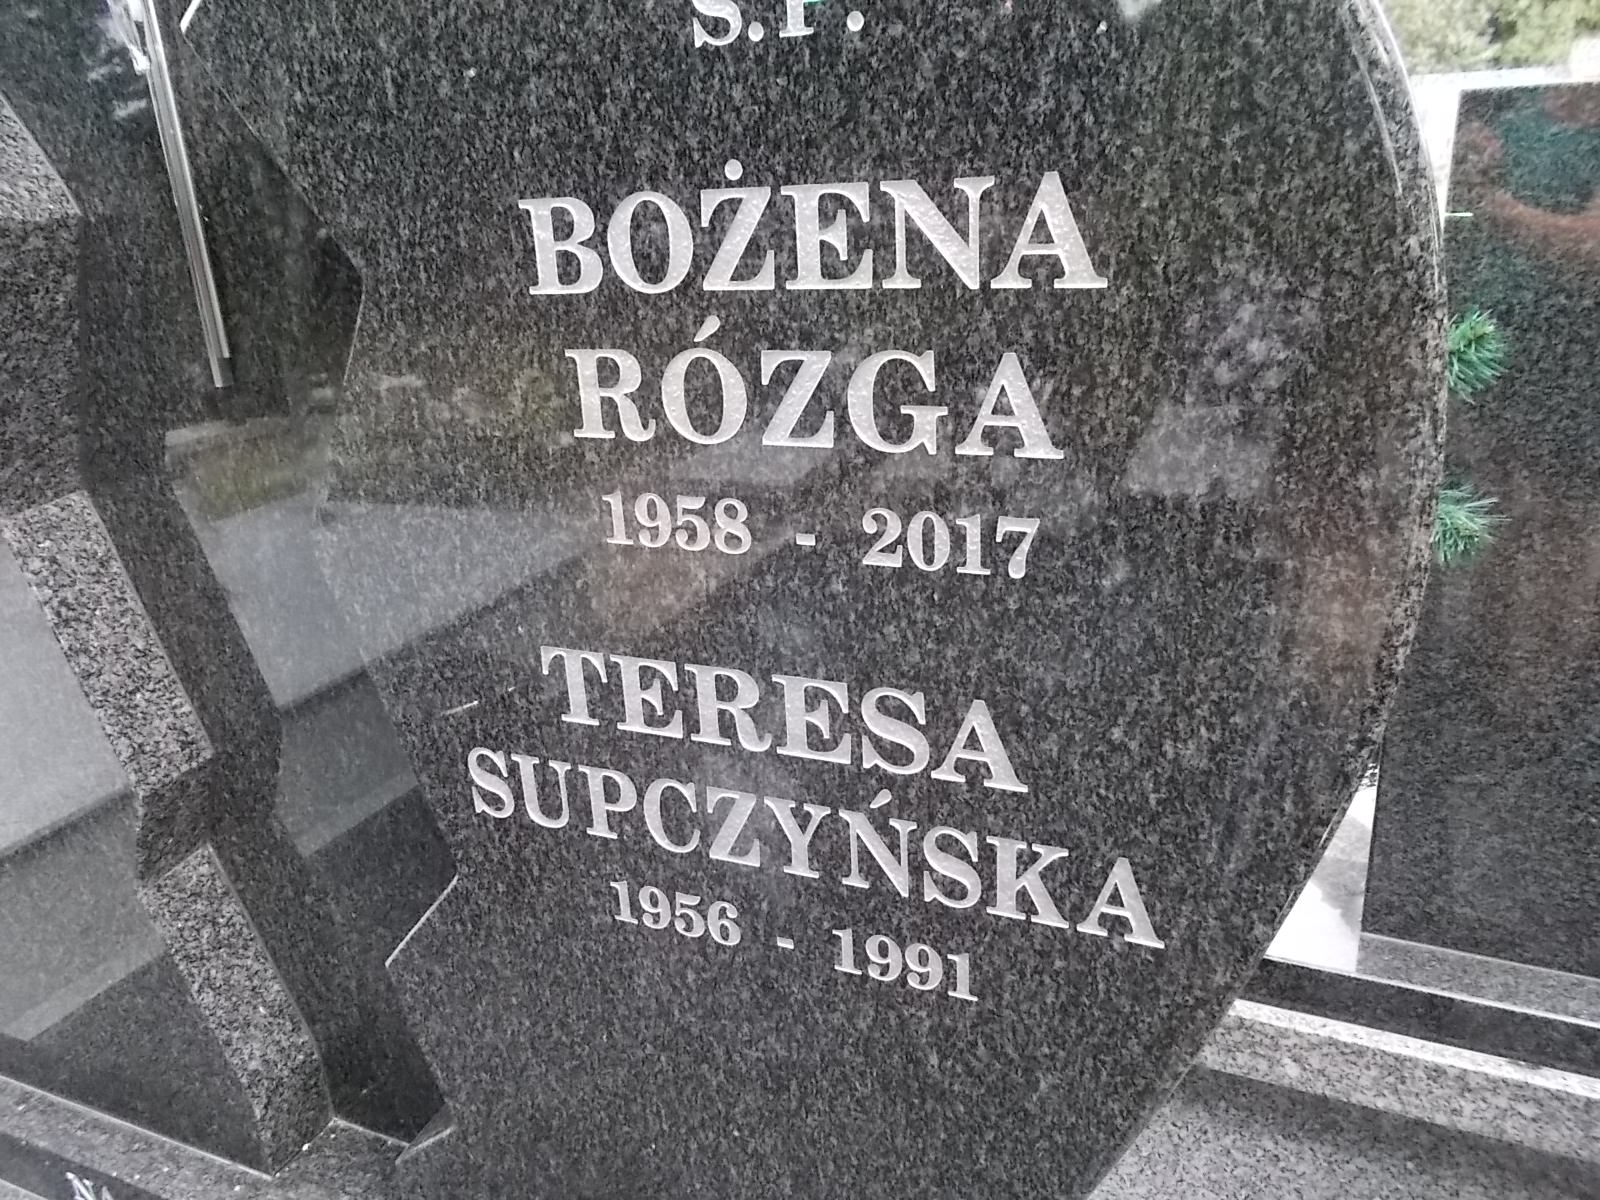 Ś.P.
BOŻENA
RÓZGA
1958 - 2017
TERESA
SUPCZYŃSKA
1956 - 1991